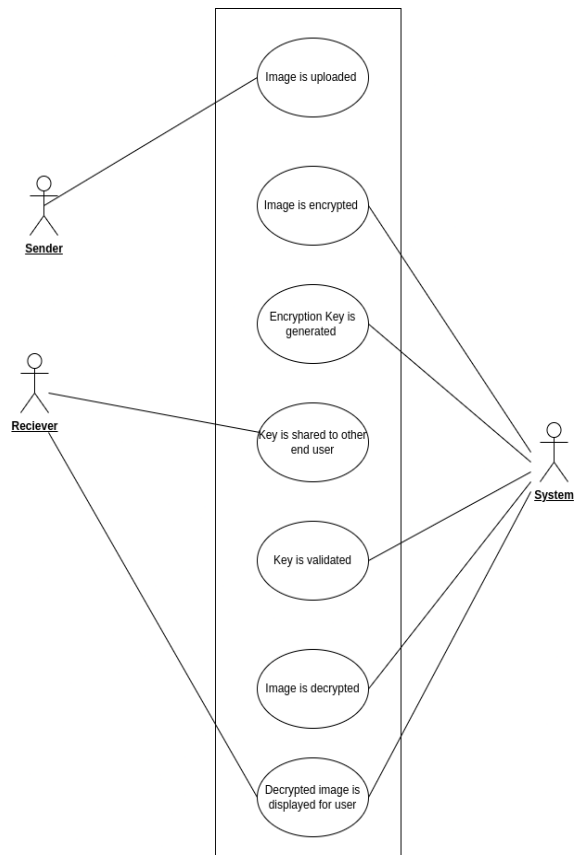 Image is uploaded
Image is encrypted
Sender
Encryption Key is
generated
Reciever
Key is shared to other
end user
System
Key is validated
Image is decrypted
Decrypted image is
displayed for user